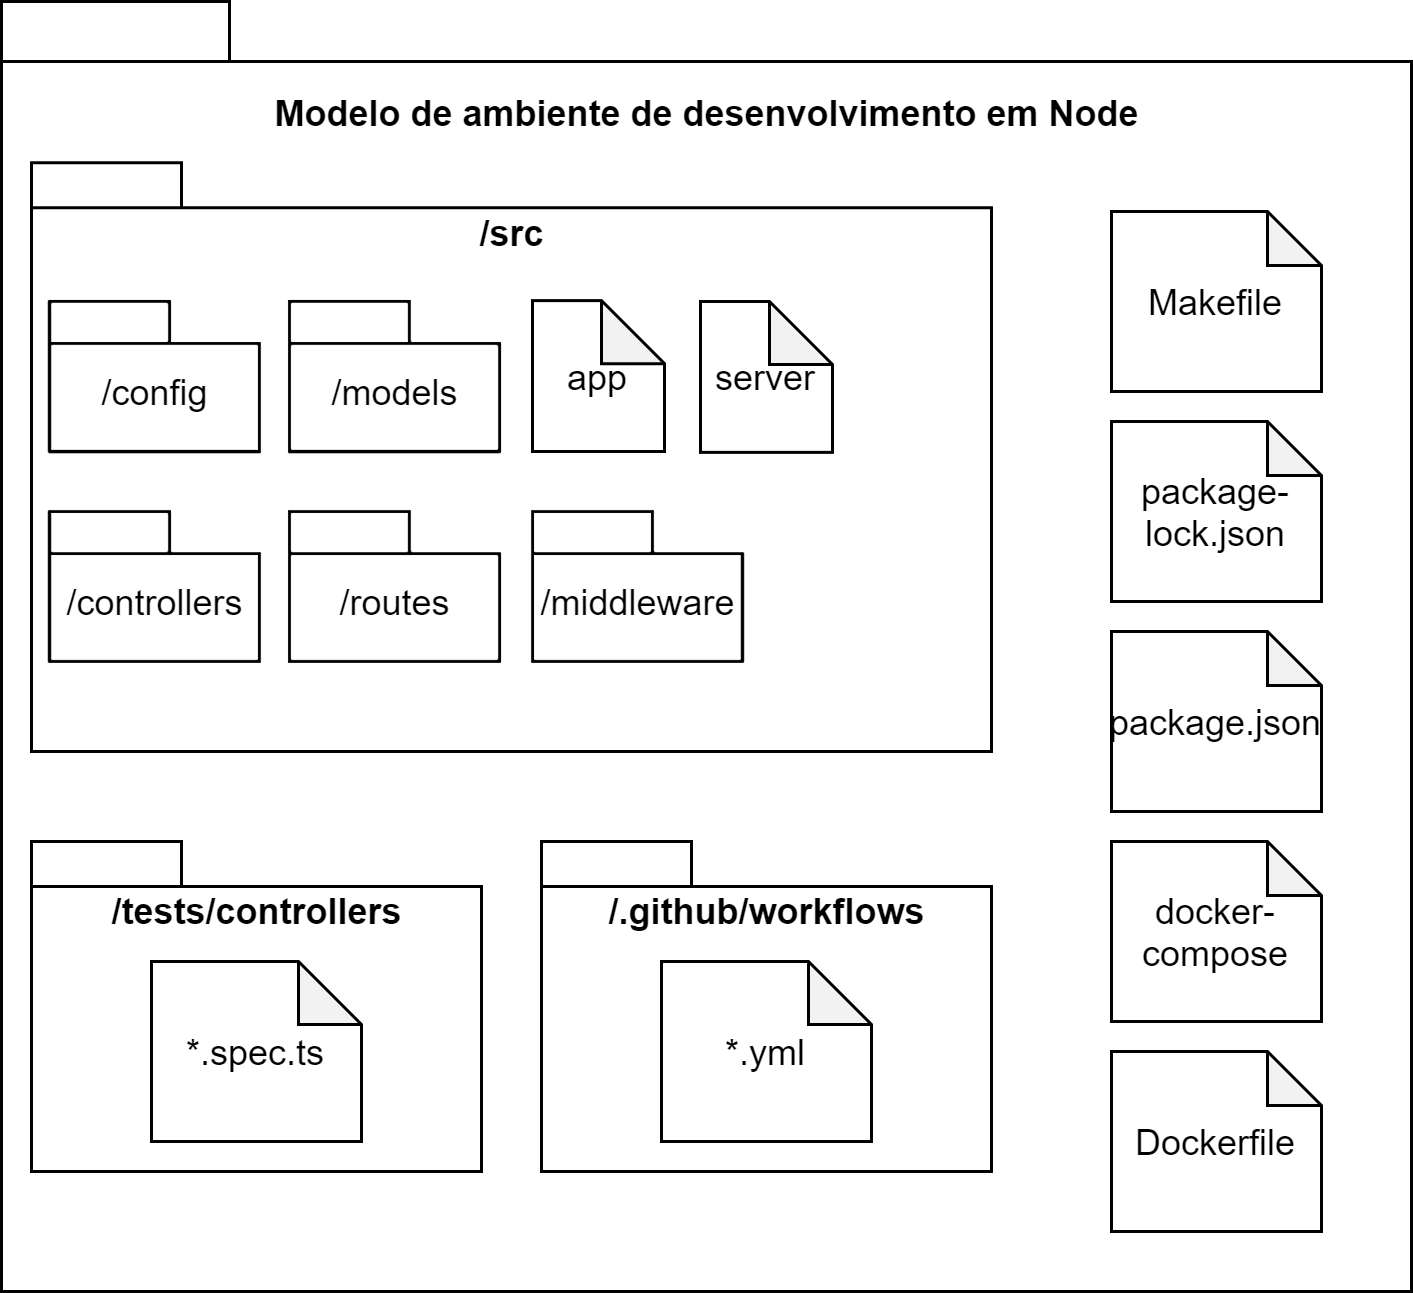 Modelo de ambiente de desenvolvimento em Node
/src
/config
/models
app
server
/controllers
/routes
/middleware
/tests/controllers
*.spec.ts
/.github/workflows
*.yml
Makefile
package-
lock.json
package.json
docker-
compose
Dockerfile